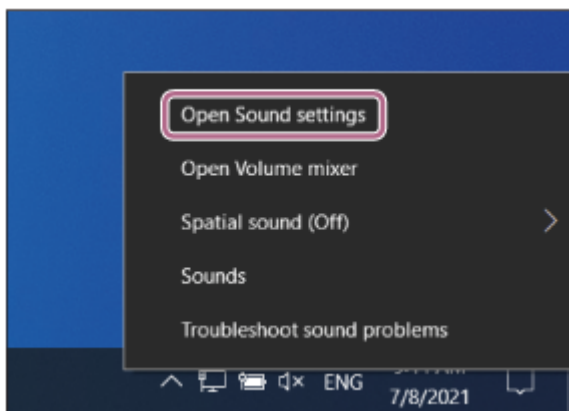 Open Sound settings
Open Volume mixer
Spatial sound (Off)
Sounds
Troubleshoot sound problems
ENG
7/8/2021